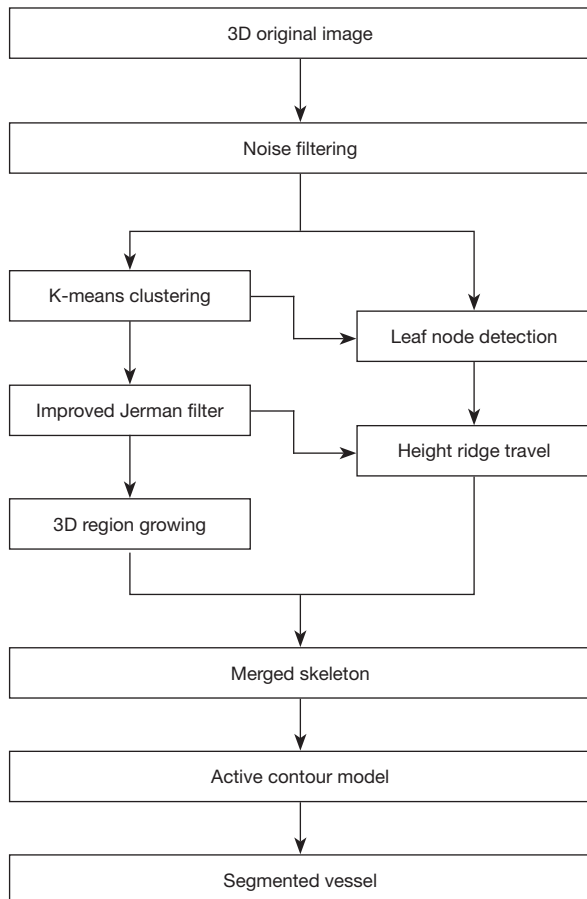 3D original image
Noise filtering
K-means clustering
Leaf node detection
Improved Jerman filter
Height ridge travel
3D region growing
Merged skeleton
Active contour model
Segmented vessel